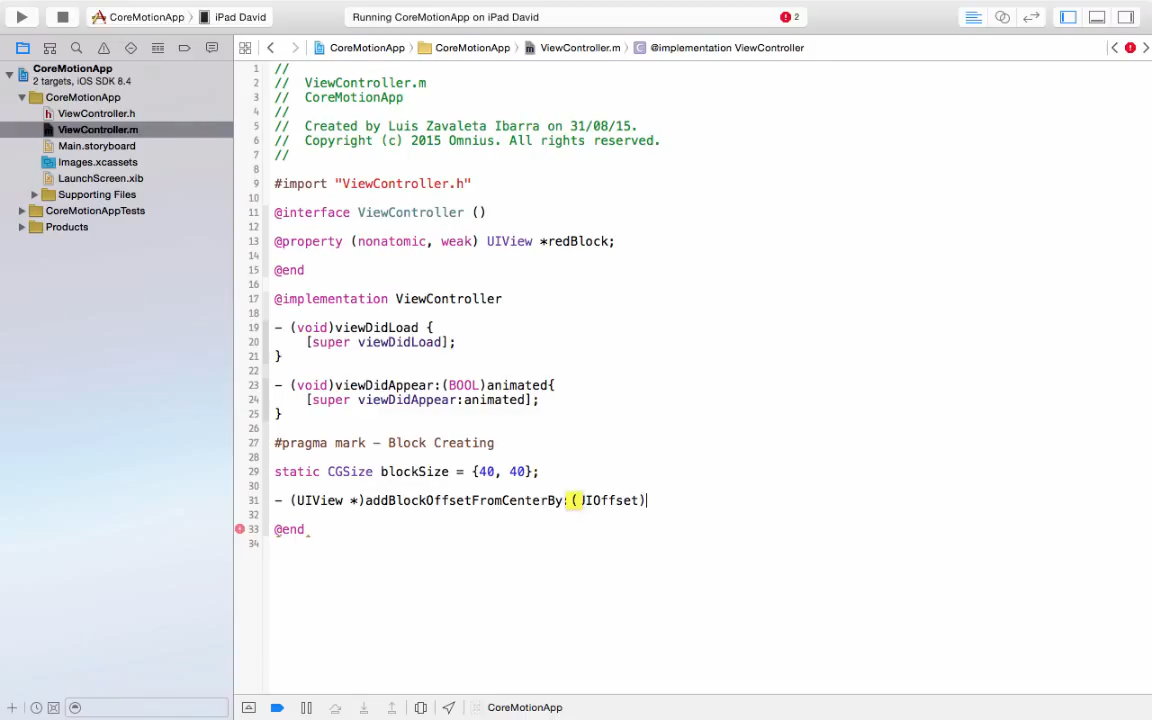 CoreMotionApp iPad David Running CoreMotionApp on iPad David 2
CoreMotionApp CoreMotionApp ViewController.m @implementation ViewController
CoreMotionApp
2 targets, iOS SDK 8.4
CoreMotionApp
ViewController.h
ViewController.m
Main.storyboard
Images.xcassets
LaunchScreen.xib
Supporting Files
CoreMotionAppTests
Products
1 //
2 // ViewController.m
3 // CoreMotionApp
4 //
5 // Created by Luis Zavaleta Ibarra on 31/08/15.
6 // Copyright (c) 2015 Omnius. All rights reserved.
7 //
8
9 #import "ViewController.h"
10
11 @interface ViewController ()
12
13 @property (nonatomic, weak) UIView *redBlock;
14
15 @end
16
17 @implementation ViewController
18
19 - (void)viewDidLoad {
20 [super viewDidLoad];
21 }
22
23 - (void)viewDidAppear:(BOOL)animated{
24 [super viewDidAppear:animated];
25 }
26
27 #pragma mark - Block Creating
28
29 static CGSize blockSize = {40, 40};
30
31 - (UIView *)addBlockOffsetFromCenterBy:(UIOffset)
32
33 @end
34
CoreMotionApp